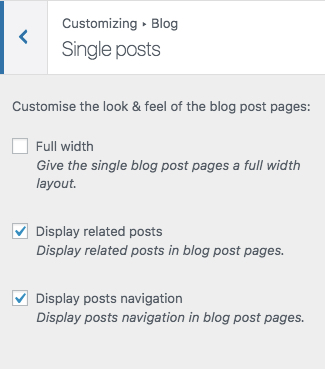 Customizing ▸ Blog
Single posts
Customise the look & feel of the blog post pages:
Full width
Give the single blog post pages a full width
layout.
Display related posts
Display related posts in blog post pages.
Display posts navigation
Display posts navigation in blog post pages.